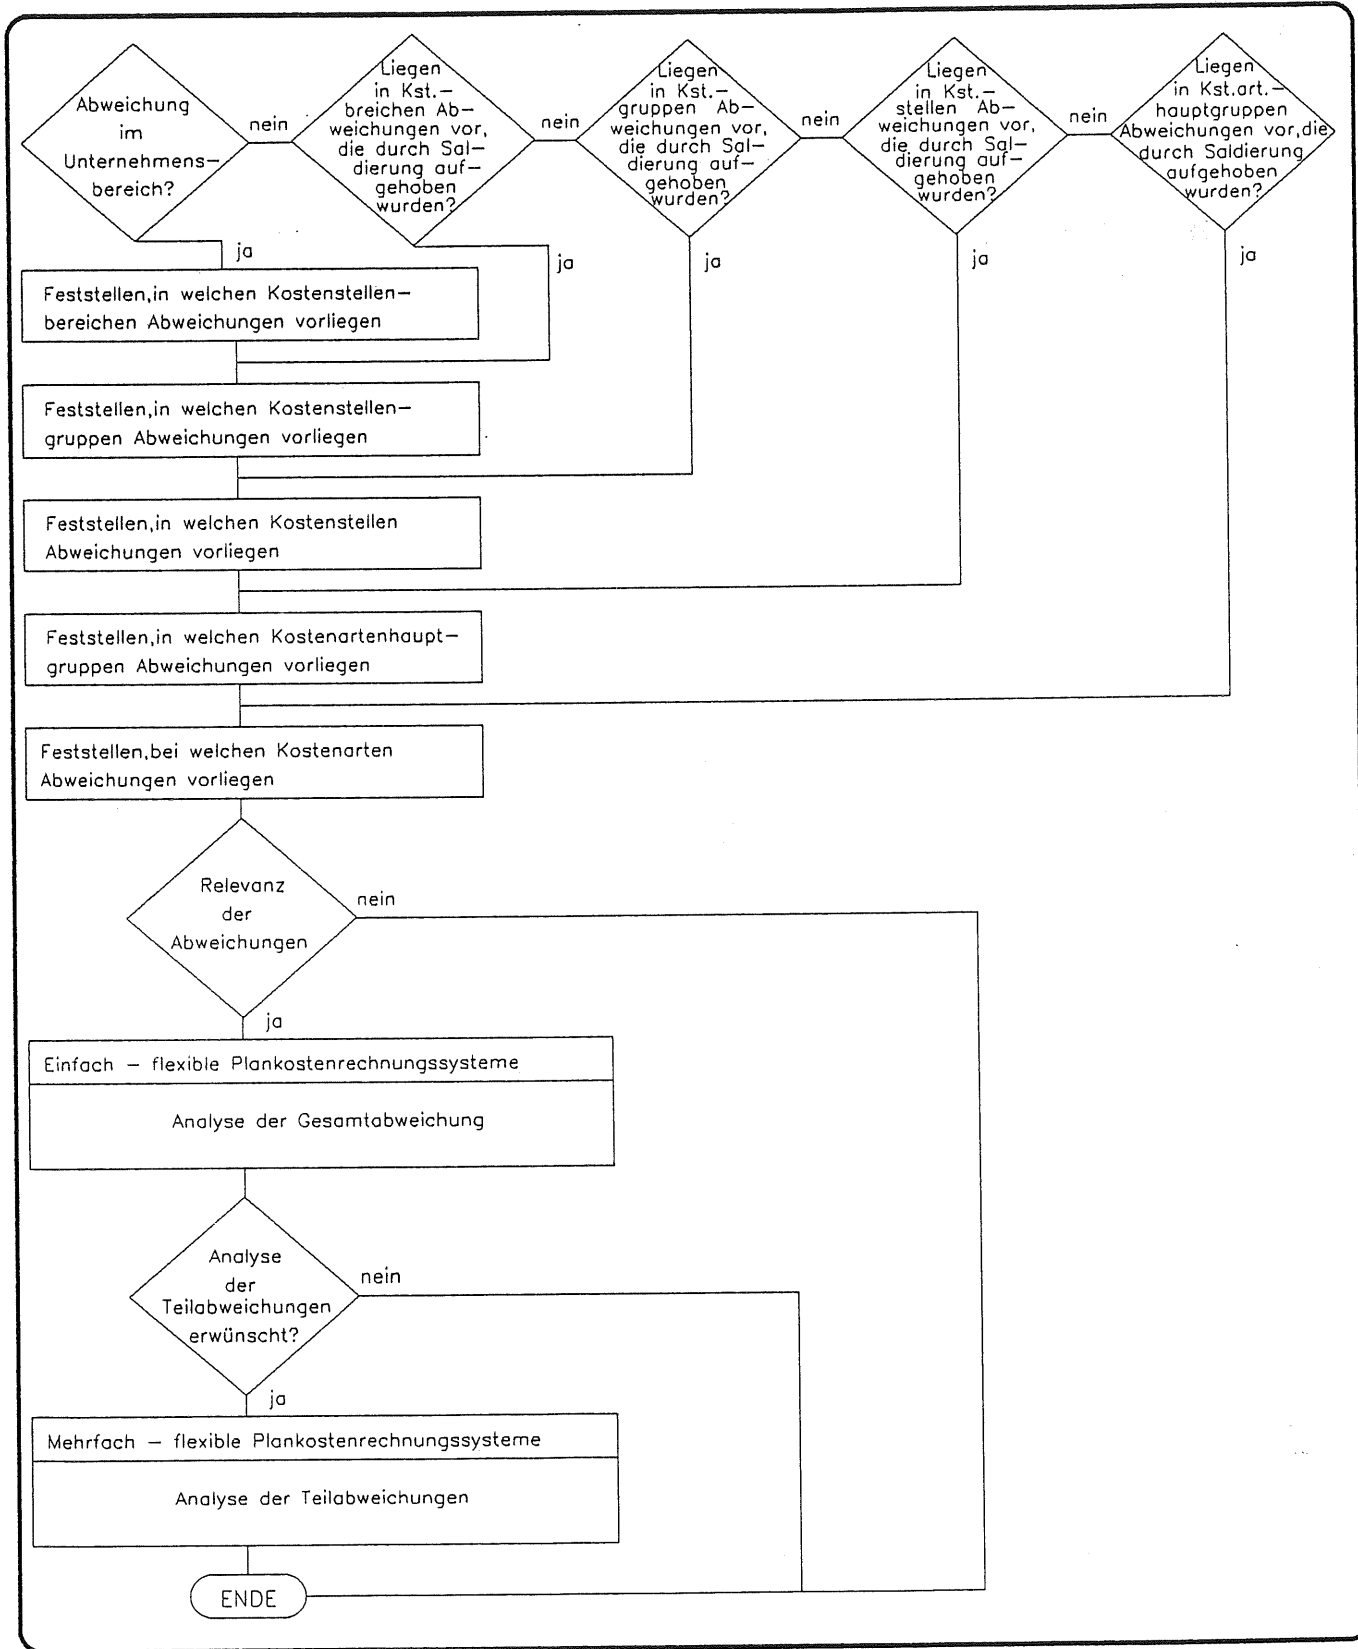 Abweichung
im
Unternehmens-
bereich?
nein
Liegen
in Kst.-
breichen Ab-
weichungen vor,
die durch Sal-
dierung auf-
gehoben
wurden?
nein
Liegen
in Kst.-
gruppen Ab-
weichungen vor,
die durch Sal-
dierung auf-
gehoben
wurden?
nein
Liegen
in Kst.-
stellen Ab-
weichungen vor,
die durch Sal-
dierung auf-
gehoben
wurden?
nein
Liegen
in Kst.art.-
hauptgruppen
Abweichungen vor,die
durch Saldierung
aufgehoben
wurden?
ja
ja
ja
ja
ja
Feststellen,in welchen Kostenstellen-
bereichen Abweichungen vorliegen
Feststellen,in welchen Kostenstellen-
gruppen Abweichungen vorliegen
Feststellen,in welchen Kostenstellen
Abweichungen vorliegen
Feststellen,in welchen Kostenartenhaupt-
gruppen Abweichungen vorliegen
Feststellen,bei welchen Kostenarten
Abweichungen vorliegen
Relevanz
der
Abweichungen
nein
ja
Einfach - flexible Plankostenrechnungssysteme
Analyse der Gesamtabweichung
Analyse
der
Teilabweichungen
erwünscht?
nein
ja
Mehrfach - flexible Plankostenrechnungssysteme
Analyse der Teilabweichungen
ENDE